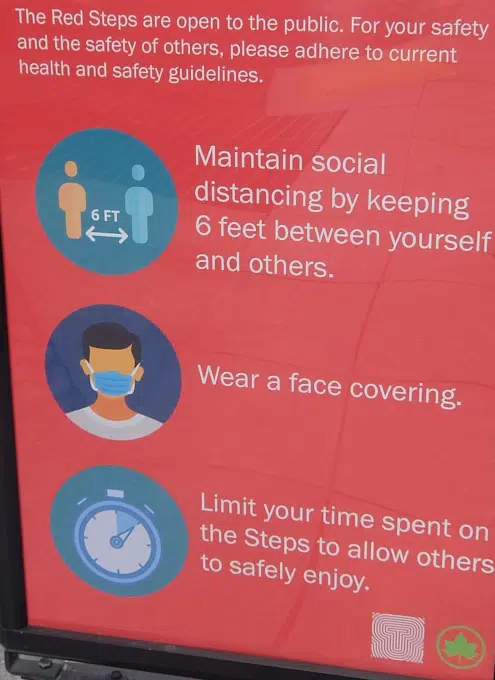 The Red Steps are open to the public. For your safety
and the safety of others, please adhere to current
health and safety guidelines.
6 FT
Maintain social
distancing by keeping
6 feet between yourself
and others.
Wear a face covering.
Limit your time spent on
the Steps to allow others
to safely enjoy.
T